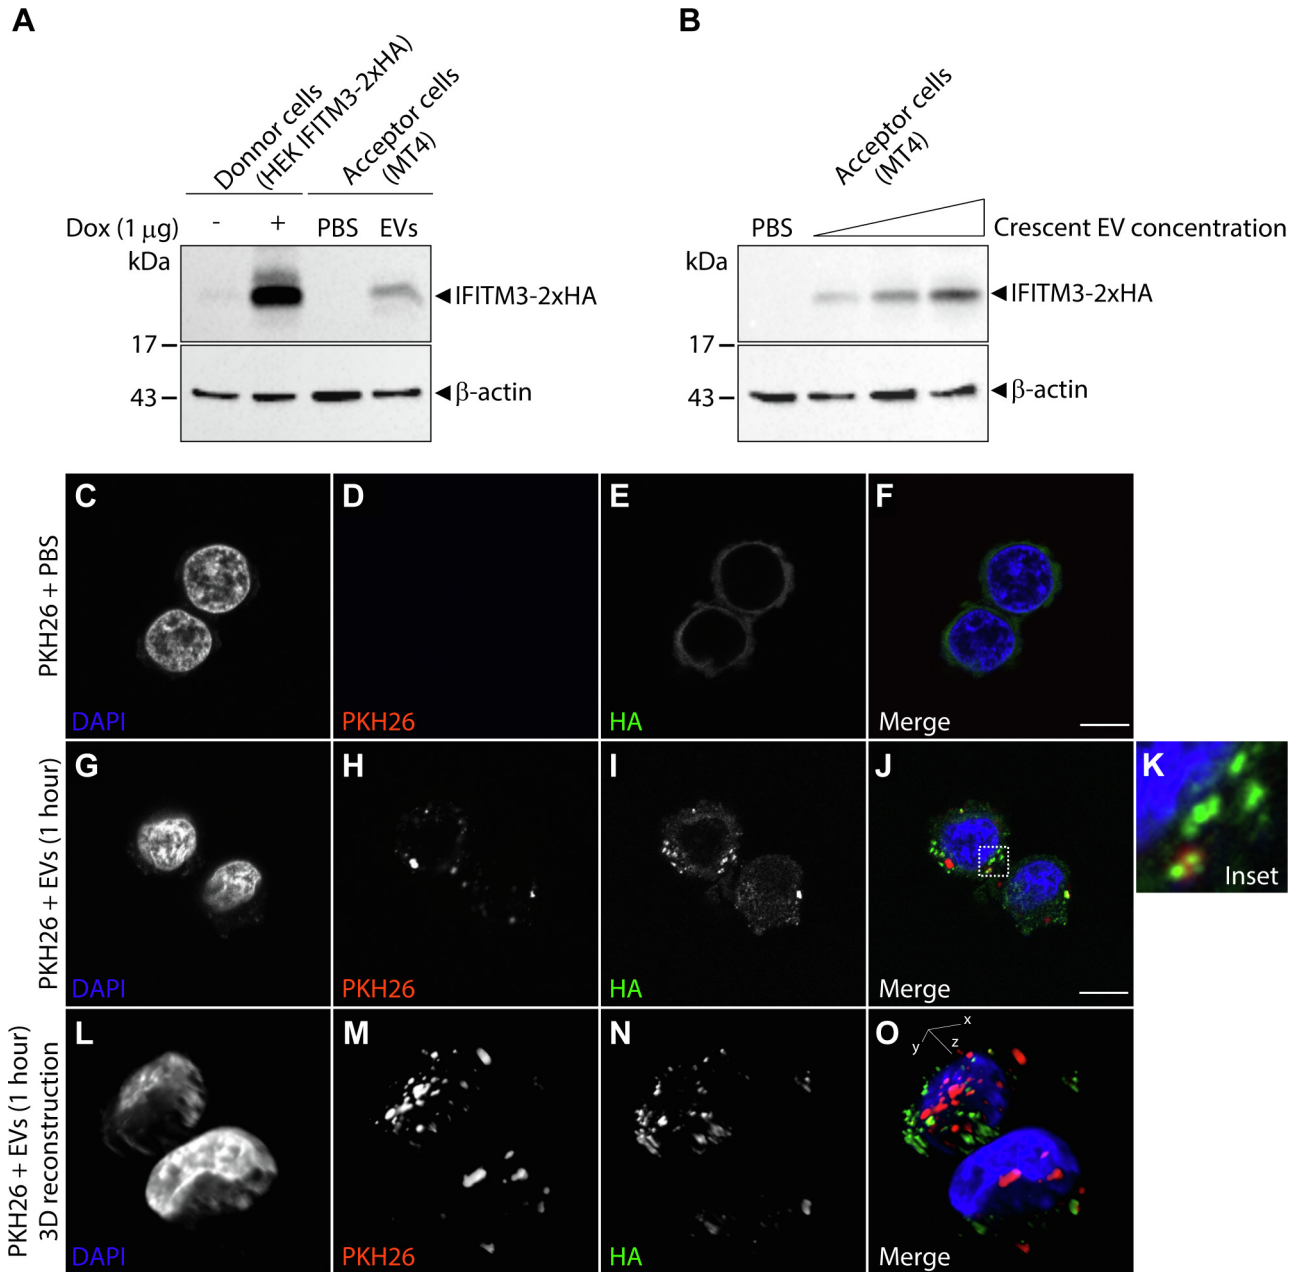 A
Donnor cells
(HEK IFITM3-2xHA)
Acceptor cells
(MT4)
Dox (1 μg)
-
+
PBS
EVs
kDa
IFITM3-2xHA
17
43
β-actin
B
Acceptor cells
(MT4)
PBS
Crescent EV concentration
kDa
IFITM3-2xHA
17
43
β-actin
PKH26 + PBS
C
DAPI
D
PKH26
E
HA
F
Merge
PKH26 + EVs (1 hour)
G
DAPI
H
PKH26
I
HA
J
Merge
K
Inset
PKH26 + EVs (1 hour)
3D reconstruction
L
DAPI
M
PKH26
N
HA
O
x
y
z
Merge